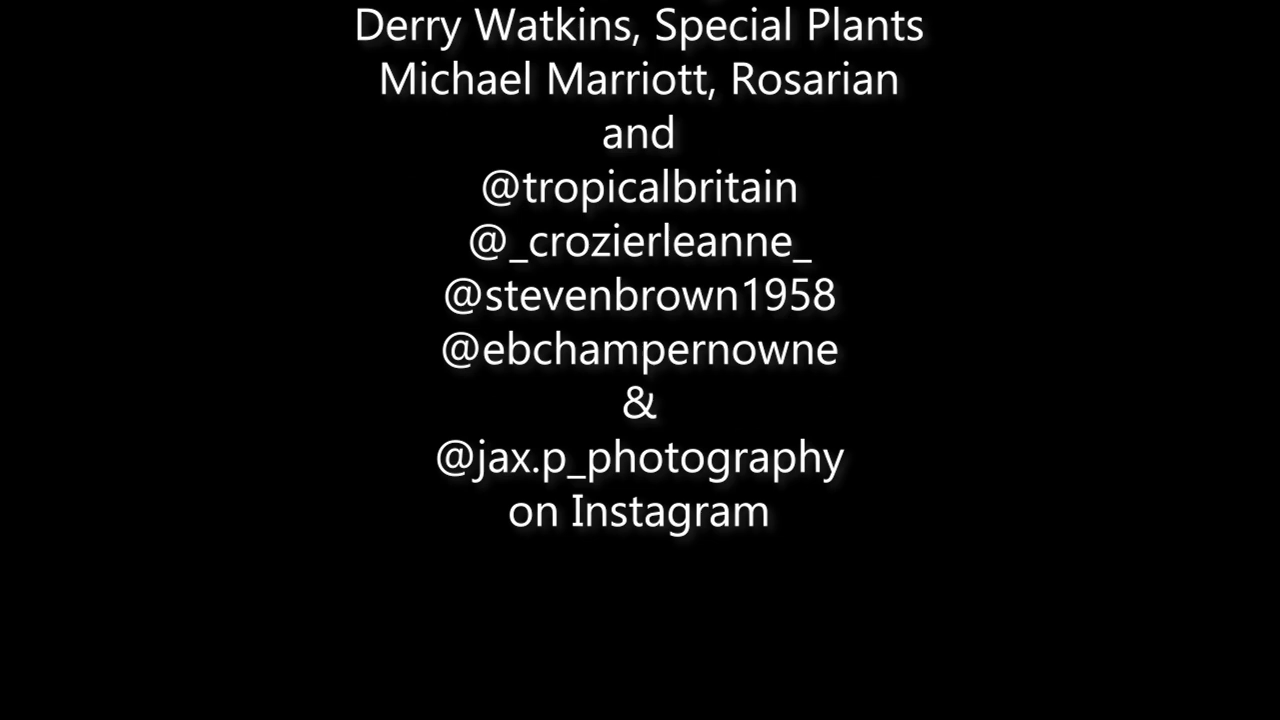 Derry Watkins, Special Plants
Michael Marriott, Rosarian
and
@tropicalbritain
@_crozierleanne_
@stevenbrown1958
@ebchampernowne
&
@jax.p_photography
on Instagram